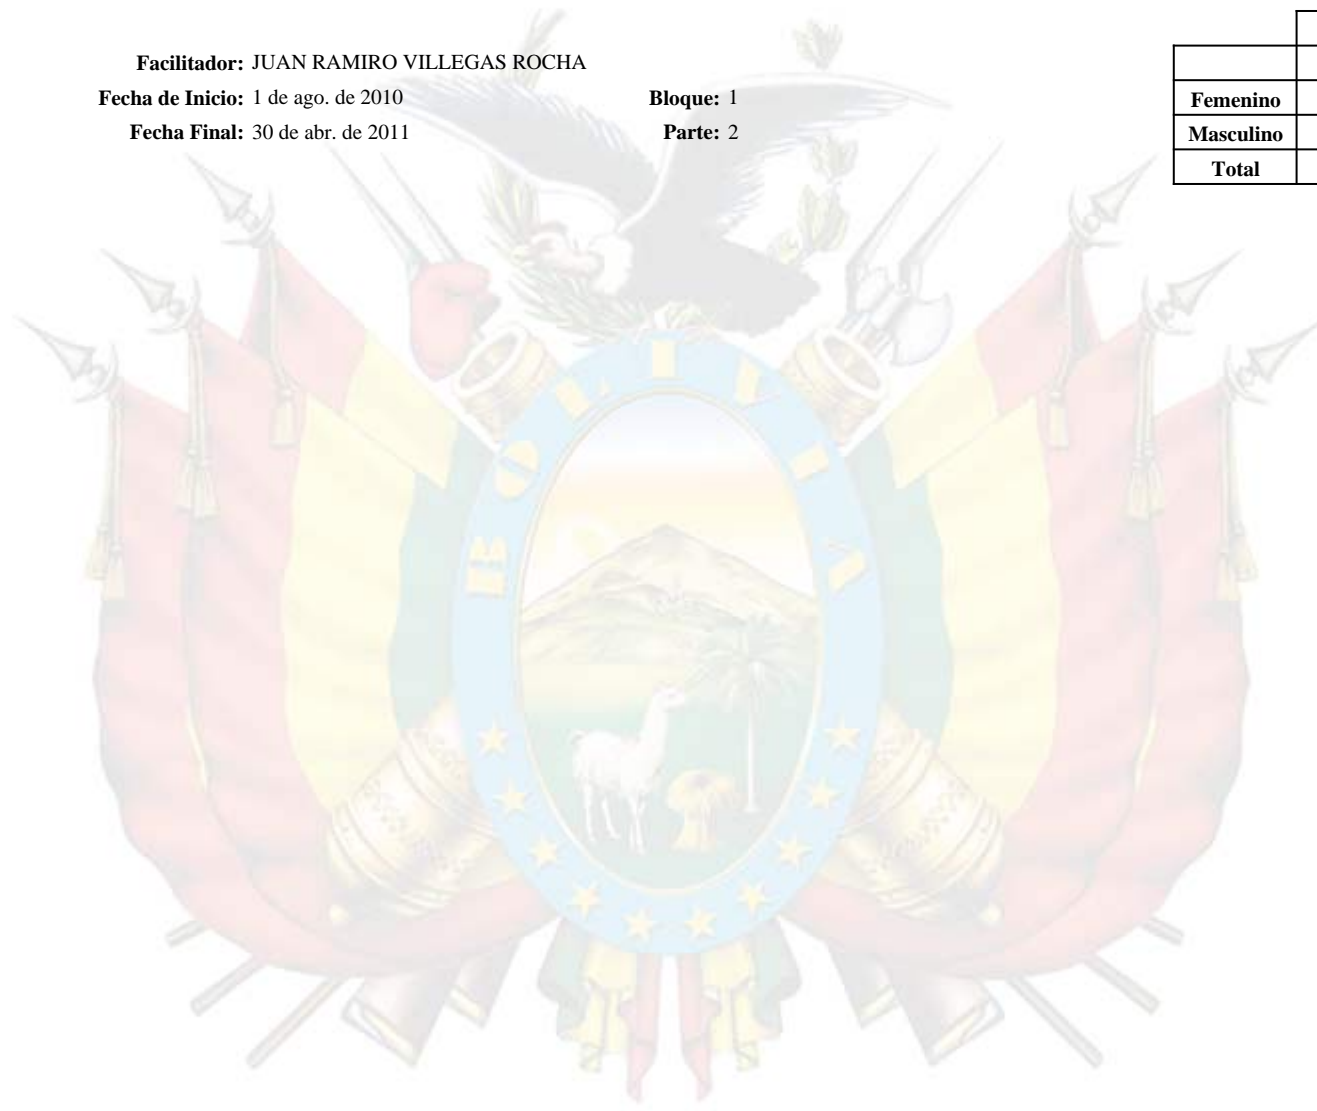 Facilitador: JUAN RAMIRO VILLEGAS ROCHA
Fecha de Inicio: 1 de ago. de 2010 Bloque: 1
Fecha Final: 30 de abr. de 2011 Parte: 2
Femenino
Masculino
Total
BOLIVIA